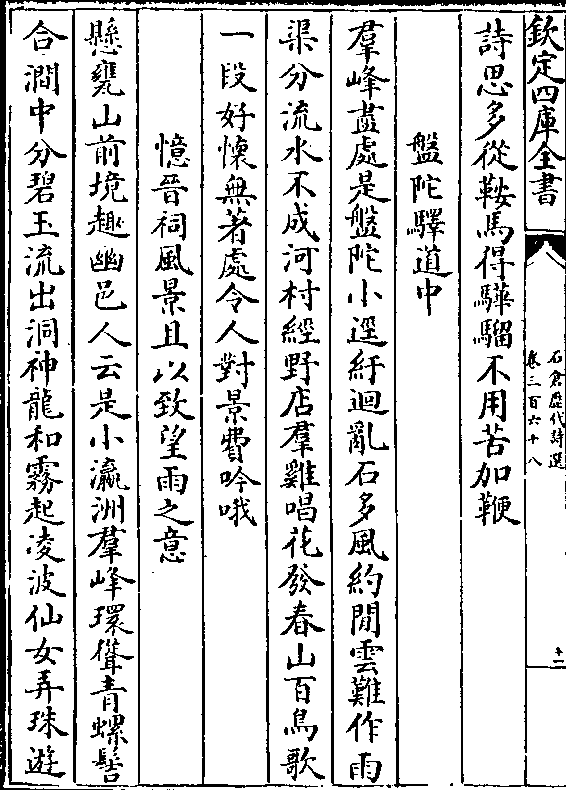 欽定四庫全書
石倉歷代詩選
卷三百六十八
十二
詩思多從鞍馬得驊騮不用苦加鞭
盤陀驛道中
羣峰盡處是盤陀小逕紆迴亂石多風約閒雲難作雨
渠分流水不成河村經野店羣雞唱花發春山百鳥歌
一段好懷無著處令人對景費吟哦
憶晉祠風景且以致望雨之意
懸甕山前境趣幽邑人云是小瀛洲羣峰環聳青螺髻
合澗中分碧玉流出洞神龍和霧起凌波仙女弄珠遊